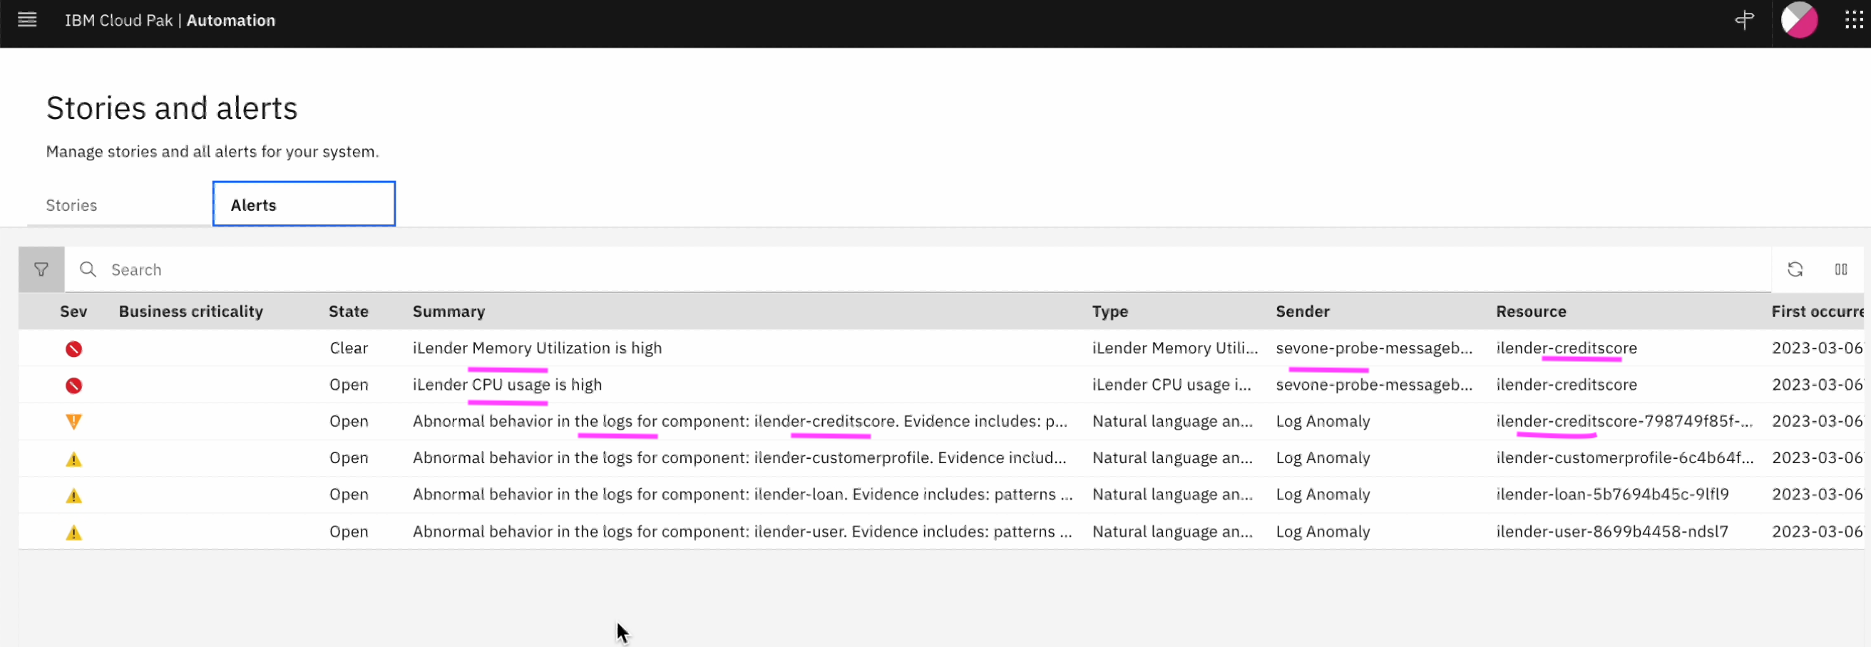 IBM Cloud Pak | Automation
Stories and alerts
Manage stories and all alerts for your system.
Stories Alerts
Search
Sev Business criticality State Summary Type Sender Resource First occurre
Clear iLender Memory Utilization is high iLender Memory Utili... sevone-probe-messageb... ilender-creditscore 2023-03-06
Open iLender CPU usage is high iLender CPU usage i... sevone-probe-messageb... ilender-creditscore 2023-03-06
Open Abnormal behavior in the logs for component: ilender-creditscore. Evidence includes: p... Natural language an... Log Anomaly ilender-creditscore-798749f85f-... 2023-03-06
Open Abnormal behavior in the logs for component: ilender-customerprofile. Evidence includ... Natural language an... Log Anomaly ilender-customerprofile-6c4b64f... 2023-03-06
Open Abnormal behavior in the logs for component: ilender-loan. Evidence includes: patterns ... Natural language an... Log Anomaly ilender-loan-5b7694b45c-9lfl9 2023-03-06
Open Abnormal behavior in the logs for component: ilender-user. Evidence includes: patterns ... Natural language an... Log Anomaly ilender-user-8699b4458-ndsl7 2023-03-06